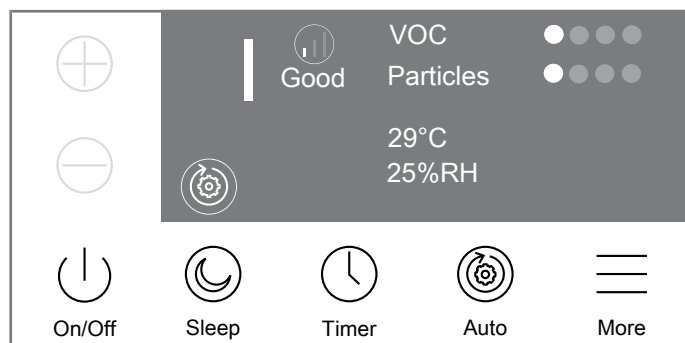 VOC
Good
Particles
29°C
25%RH
On/Off
Sleep
Timer
Auto
More